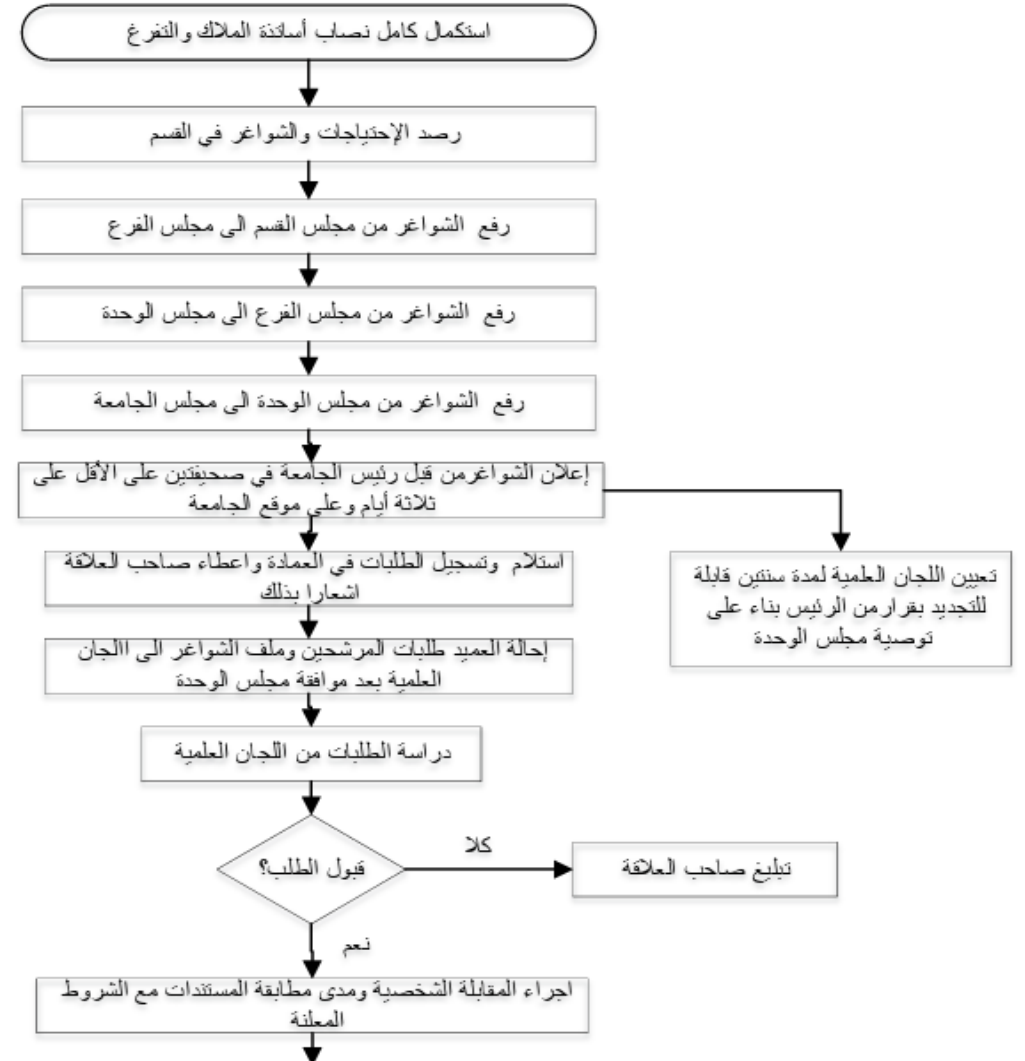 استكمال كامل نصاب أساتذة الملاك والتفرغ
رصد الإحتياجات والشواغر في القسم
رفع الشواغر من مجلس القسم الى مجلس الفرع
رفع الشواغر من مجلس الفرع الى مجلس الوحدة
رفع الشواغر من مجلس الوحدة الى مجلس الجامعة
إعلان الشواغرمن قبل رئيس الجامعة في صحيفتين على الأقل على
ثلاثة أيام وعلى موقع الجامعة
تعيين اللجان العلمية لمدة سنتين قابلة
للتجديد بقرارمن الرئيس بناء على
توصية مجلس الوحدة
استلام وتسجيل الطلبات في العمادة واعطاء صاحب العلاقة
اشعارا بذلك
إحالة العميد طلبات المرشحين وملف الشواغر الى االجان
العلمية بعد موافقة مجلس الوحدة
دراسة الطلبات من اللجان العلمية
قبول الطلب؟
كلا
تبليغ صاحب العلاقة
نعم
اجراء المقابلة الشخصية ومدى مطابقة المستندات مع الشروط
المعلنة